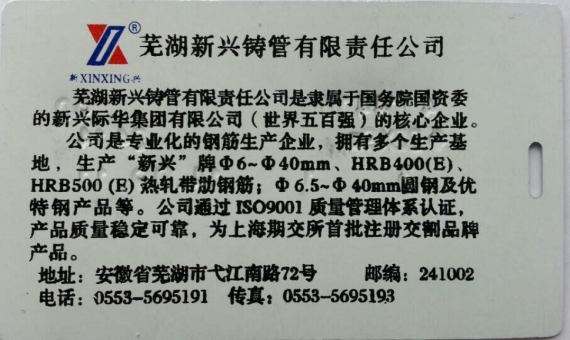 芜湖新兴铸管有限责任公司
®
新XINXING兴
芜湖新兴铸管有限责任公司是隶属于国务院国资委
的新兴际华集团有限公司（世界五百强）的核心企业。
公司是专业化的钢筋生产企业，拥有多个生产基
地，生产“新兴”牌Φ6~Φ40mm、HRB400(E)、
HRB500 (E) 热轧带肋钢筋；Φ6.5~Φ40mm圆钢及优
特钢产品等。公司通过 ISO9001 质量管理体系认证，
产品质量稳定可靠，为上海期交所首批注册交割品牌
产品。
地址：安徽省芜湖市弋江南路72号 邮编：241002
电话：0553-5695191 传真：0553-5695193